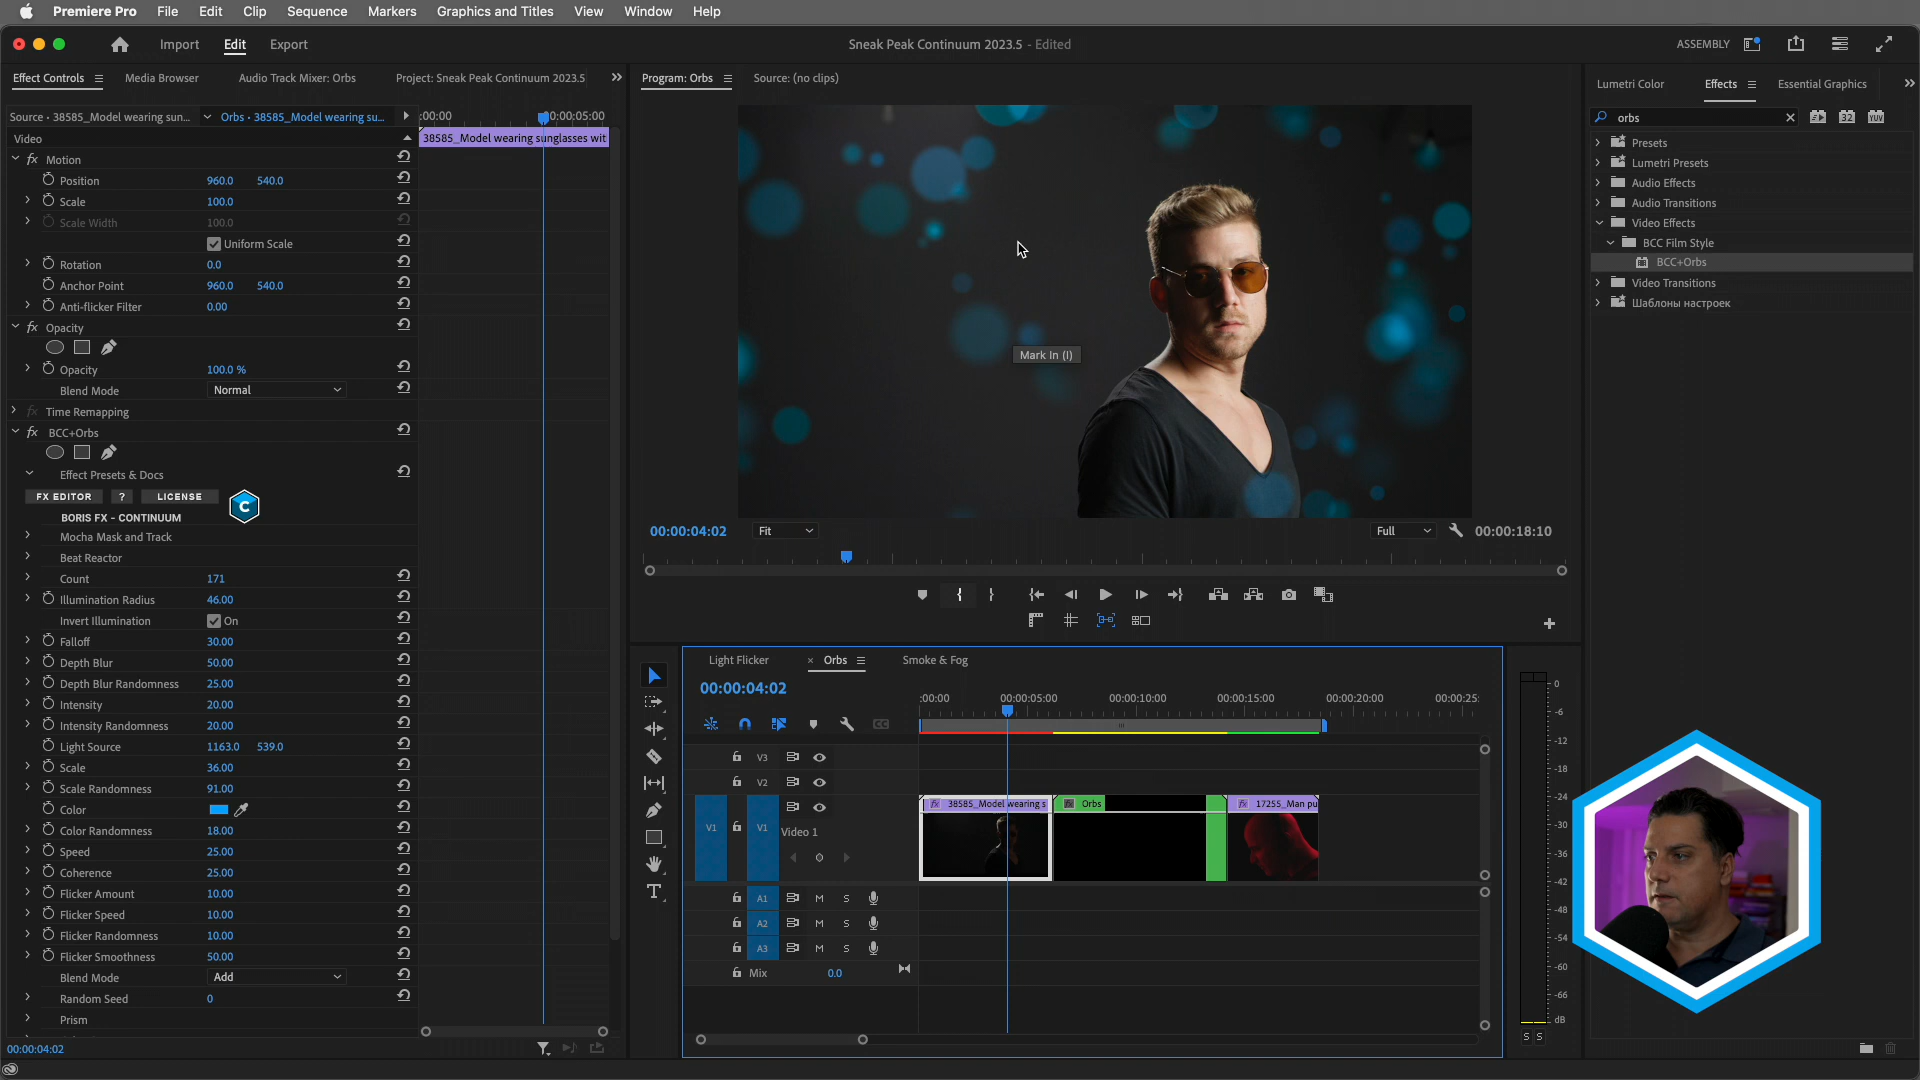 Premiere Pro File Edit Clip Sequence Markers Graphics and Titles View Window Help
Import Edit Export
Sneak Peak Continuum 2023.5 - Edited
ASSEMBLY
Effect Controls Media Browser Audio Track Mixer: Orbs Project: Sneak Peak Continuum 2023.5
Source • 38585_Model wearing sun... Orbs • 38585_Model wearing su...
:00:00 00:00:05:00
Video
38585_Model wearing sunglasses wit
fx Motion
Position 960.0 540.0
Scale 100.0
Scale Width 100.0
Uniform Scale
Rotation 0.0
Anchor Point 960.0 540.0
Anti-flicker Filter 0.00
fx Opacity
Opacity 100.0 %
Blend Mode Normal
fx Time Remapping
fx BCC+Orbs
Effect Presets & Docs
FX EDITOR ? LICENSE
C
BORIS FX - CONTINUUM
Mocha Mask and Track
Beat Reactor
Count 171
Illumination Radius 46.00
Invert Illumination On
Falloff 30.00
Depth Blur 50.00
Depth Blur Randomness 25.00
Intensity 20.00
Intensity Randomness 20.00
Light Source 1163.0 539.0
Scale 36.00
Scale Randomness 91.00
Color
Color Randomness 18.00
Speed 25.00
Coherence 25.00
Flicker Amount 10.00
Flicker Speed 10.00
Flicker Randomness 10.00
Flicker Smoothness 50.00
Blend Mode Add
Random Seed 0
Prism
00:00:04:02
Program: Orbs Source: (no clips)
Mark In (I)
00:00:04:02 Fit Full 00:00:18:10
Light Flicker × Orbs Smoke & Fog
00:00:04:02
:00:00 00:00:05:00 00:00:10:00 00:00:15:00 00:00:20:00 00:00:25:
V3
V2
V1 V1 Video 1
fx 38585_Model wearing s fx Orbs fx 17255_Man pu
A1 M S
A2 M S
A3 M S
Mix 0.0
0
-6
-12
-18
-24
-30
-36
-42
-48
-54
-60
-66
dB
S S
Lumetri Color Effects Essential Graphics
orbs 32 YUV
Presets
Lumetri Presets
Audio Effects
Audio Transitions
Video Effects
BCC Film Style
BCC+Orbs
Video Transitions
Шаблоны настроек